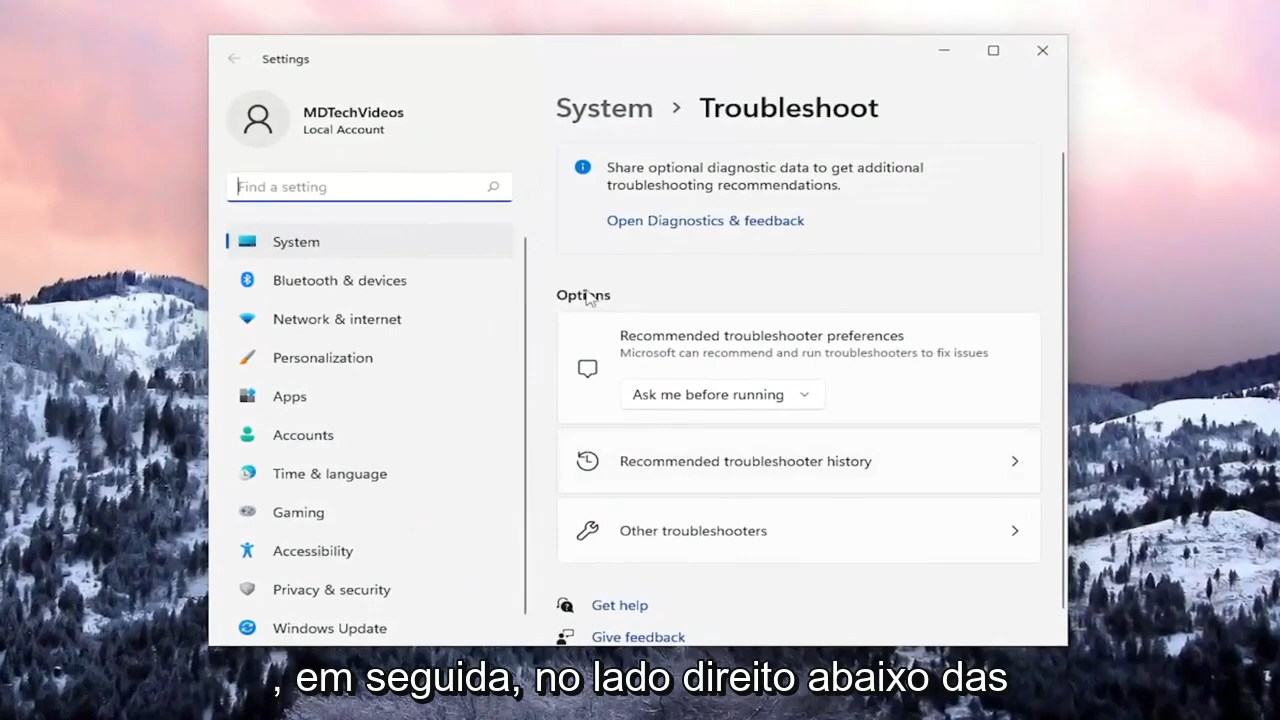 Settings
MDTechVideos
Local Account
Find a setting
System
Bluetooth & devices
Network & internet
Personalization
Apps
Accounts
Time & language
Gaming
Accessibility
Privacy & security
Windows Update
System > Troubleshoot
Share optional diagnostic data to get additional
troubleshooting recommendations.
Open Diagnostics & feedback
Options
Recommended troubleshooter preferences
Microsoft can recommend and run troubleshooters to fix issues
Ask me before running
Recommended troubleshooter history
Other troubleshooters
Get help
Give feedback
, em seguida, no lado direito abaixo das